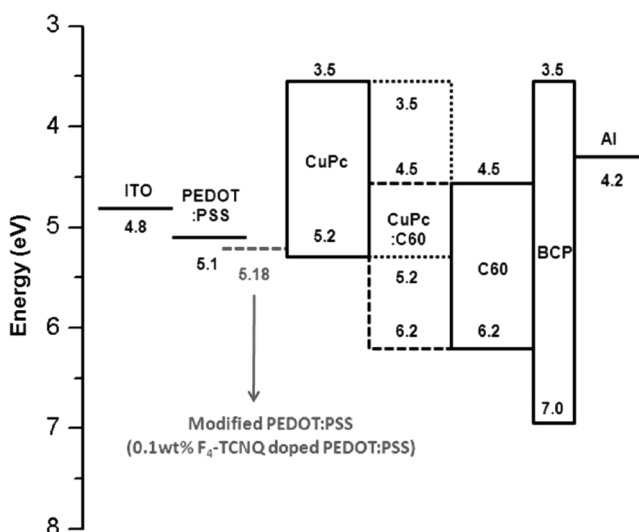 3
4
5
6
7
8
Energy (eV)
ITO
4.8
PEDOT
:PSS
5.1
5.18
3.5
CuPc
5.2
3.5
4.5
CuPc
:C60
5.2
6.2
4.5
C60
6.2
3.5
BCP
7.0
Al
4.2
Modified PEDOT:PSS
(0.1wt% F₄-TCNQ doped PEDOT:PSS)